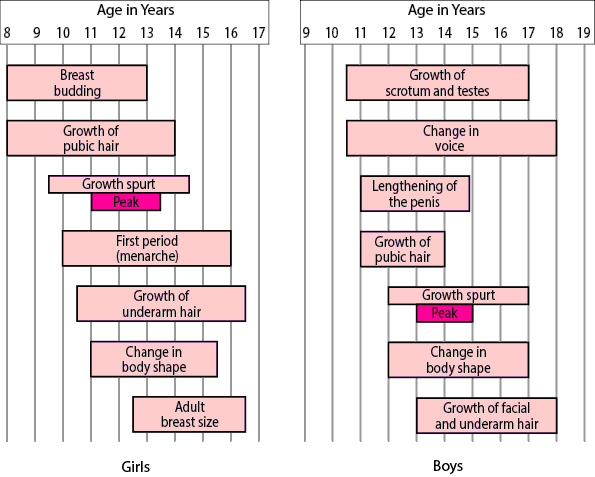 Age in Years
8 9 10 11 12 13 14 15 16 17
Breast
budding
Growth of
pubic hair
Growth spurt
Peak
First period
(menarche)
Growth of
underarm hair
Change in
body shape
Adult
breast size
Girls
Age in Years
9 10 11 12 13 14 15 16 17 18 19
Growth of
scrotum and testes
Change in
voice
Lengthening of
the penis
Growth of
pubic hair
Growth spurt
Peak
Change in
body shape
Growth of facial
and underarm hair
Boys